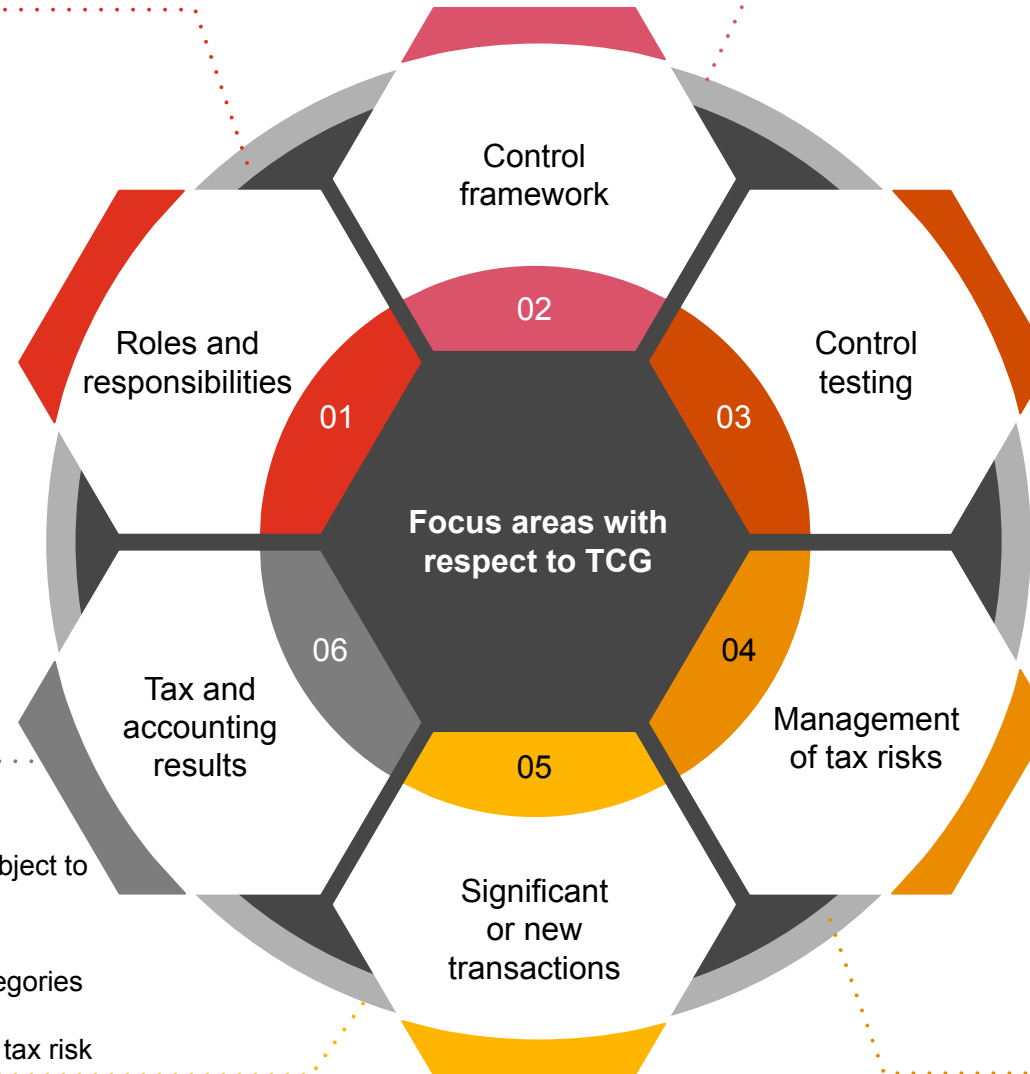 Control
framework
02
Roles and
responsibilities
01
Control
testing
03
Focus areas with
respect to TCG
06
Tax and
accounting
results
04
Management
of tax risks
05
Significant
or new
transactions
to
tax risk